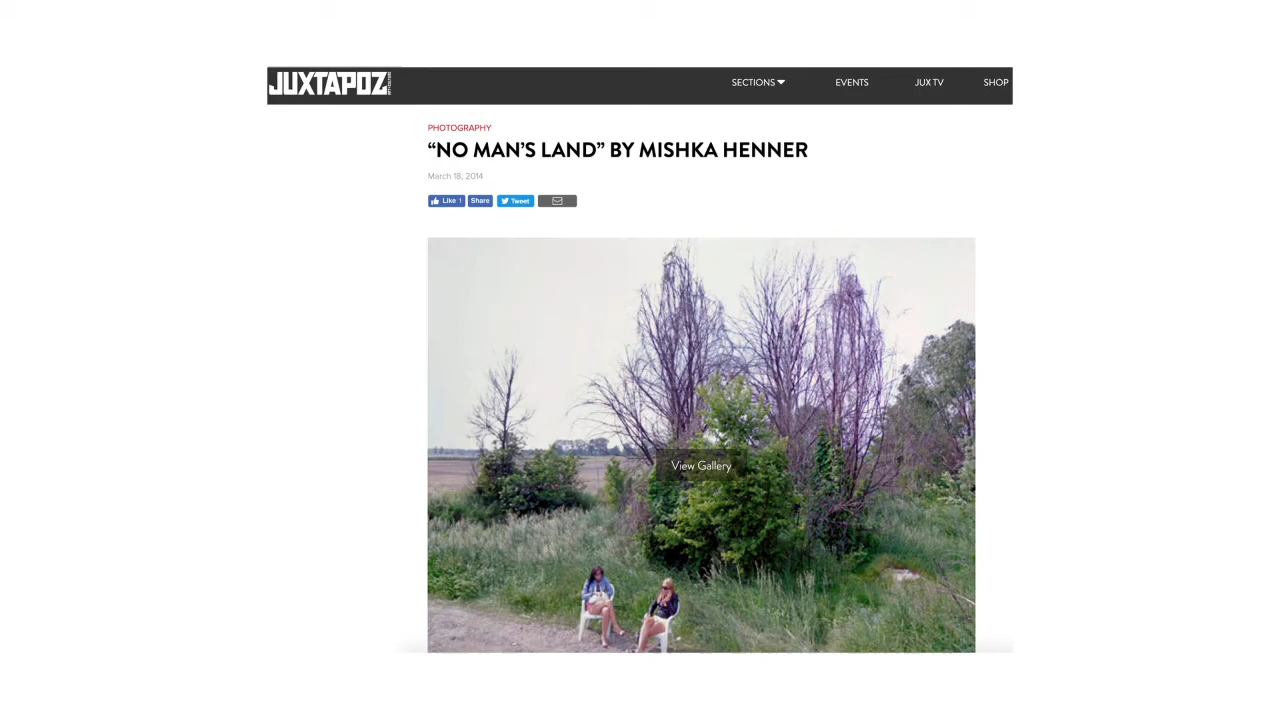 JUXTAPOZ
SECTIONS EVENTS JUX TV SHOP
PHOTOGRAPHY
“NO MAN’S LAND” BY MISHKA HENNER
March 18, 2014
Like 1 Share Tweet
View Gallery